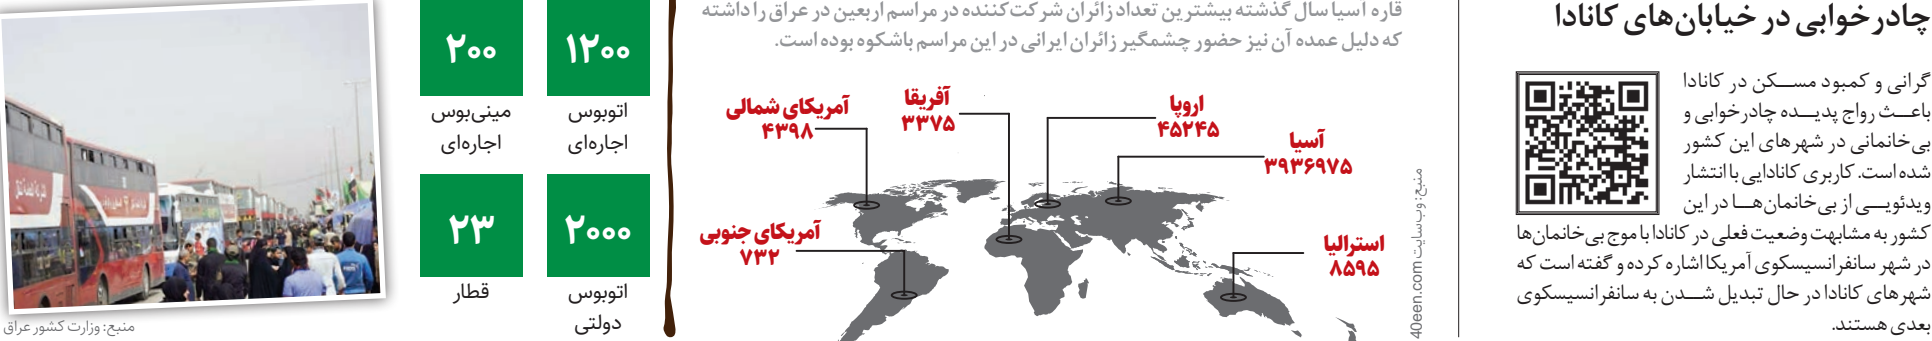 چادرخوابی در خیابان‌های کانادا
گرانی و کمبود مسـکن در کانادا
باعـث رواج پدیـده چادرخوابی و
بی‌خانمانی در شهرهای این کشور
شده است. کاربری کانادایی با انتشار
ویدئویـی از بی‌خانمان‌هـا در این
کشور به مشابهت وضعیت فعلی در کانادا با موج بی‌خانمان‌ها
در شهر سانفرانسیسکوی آمریکا اشاره کرده و گفته است که
شهرهای کانادا در حال تبدیل شـدن به سانفرانسیسکوی
بعدی هستند.
قاره آسیا سال گذشته بیشترین تعداد زائران شرکت‌کننده در مراسم اربعین در عراق را داشته
که دلیل عمده آن نیز حضور چشمگیر زائران ایرانی در این مراسم باشکوه بوده است.
آمریکای شمالی
۴۳۹۸
آفریقا
۳۳۷۵
اروپا
۴۵۲۴۵
آسیا
۳۹۳۶۹۷۵
آمریکای جنوبی
۷۳۲
استرالیا
۸۵۹۵
منبع: وب‌سایت 40een.com
۱۲۰۰
اتوبوس
اجاره‌ای
۲۰۰
مینی‌بوس
اجاره‌ای
۲۰۰۰
اتوبوس
دولتی
۲۳
قطار
منبع: وزارت کشور عراق